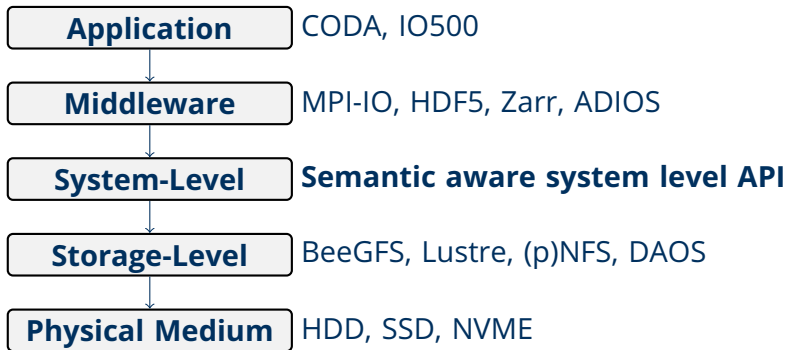 Application CODA, IO500
Middleware MPI-IO, HDF5, Zarr, ADIOS
System-Level Semantic aware system level API
Storage-Level BeeGFS, Lustre, (p)NFS, DAOS
Physical Medium HDD, SSD, NVME